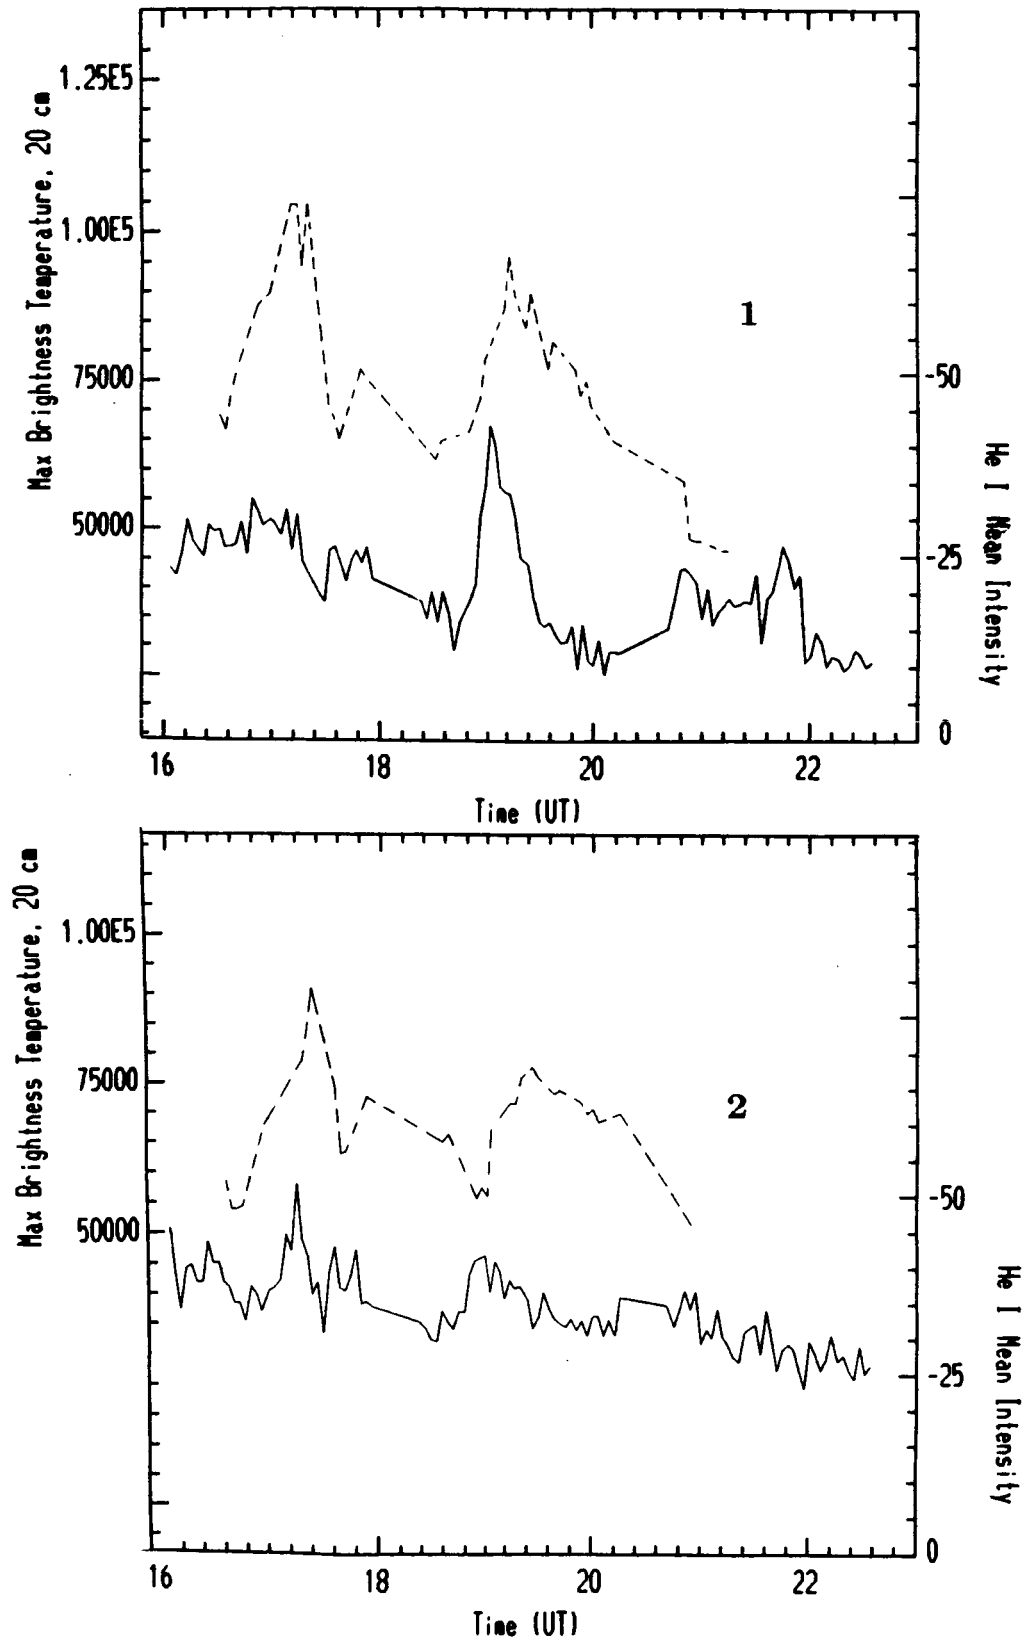 1.25E5
1.00E5
75000
50000
Max Brightness Temperature, 20 cm
1
-50
-25
0
He I Mean Intensity
16 18 20 22
Time (UT)
1.00E5
75000
50000
Max Brightness Temperature, 20 cm
2
-50
-25
0
He I Mean Intensity
16 18 20 22
Time (UT)